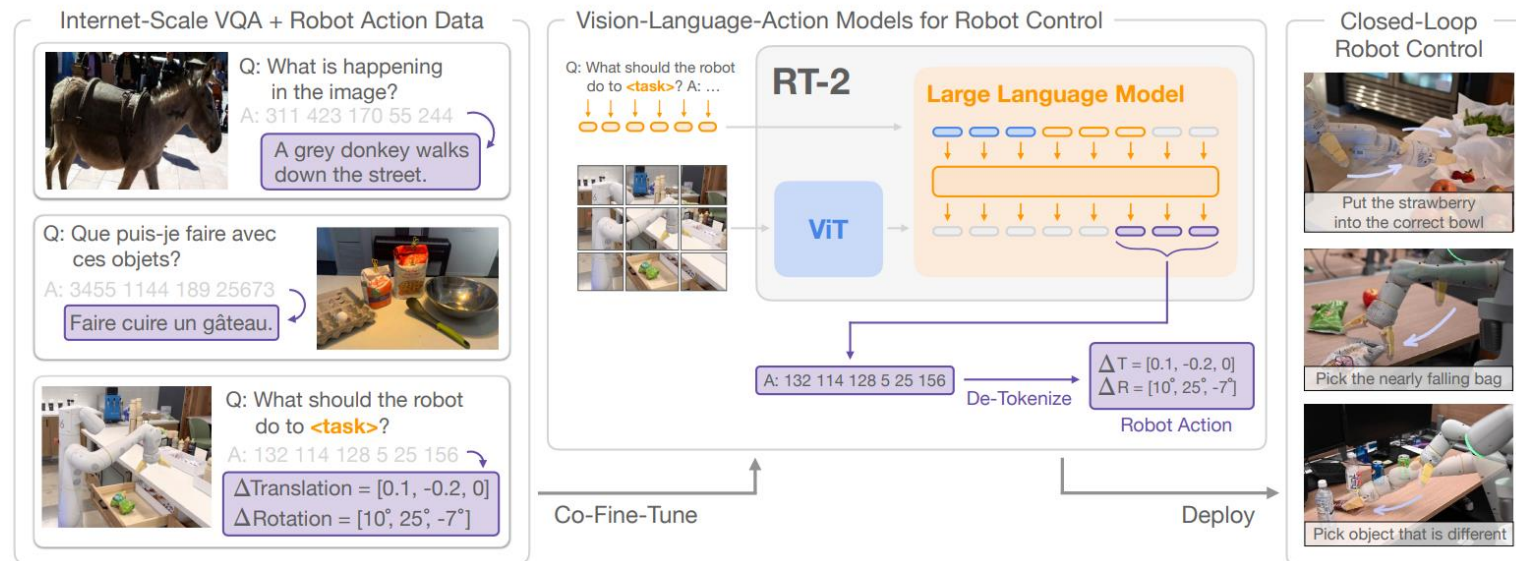 Internet-Scale VQA + Robot Action Data
Q: What is happening
in the image?
A: 311 423 170 55 244
A grey donkey walks
down the street.
Q: Que puis-je faire avec
ces objets?
A: 3455 1144 189 25673
Faire cuire un gâteau.
Q: What should the robot
do to <task>?
A: 132 114 128 5 25 156
ΔTranslation = [0.1, -0.2, 0]
ΔRotation = [10°, 25°, -7°]
Co-Fine-Tune
Vision-Language-Action Models for Robot Control
Q: What should the robot
do to <task>? A: …
RT-2
Large Language Model
ViT
A: 132 114 128 5 25 156
De-Tokenize
Δ T = [0.1, -0.2, 0]
Δ R = [10°, 25°, -7°]
Robot Action
Deploy
Closed-Loop
Robot Control
Put the strawberry
into the correct bowl
Pick the nearly falling bag
Pick object that is different